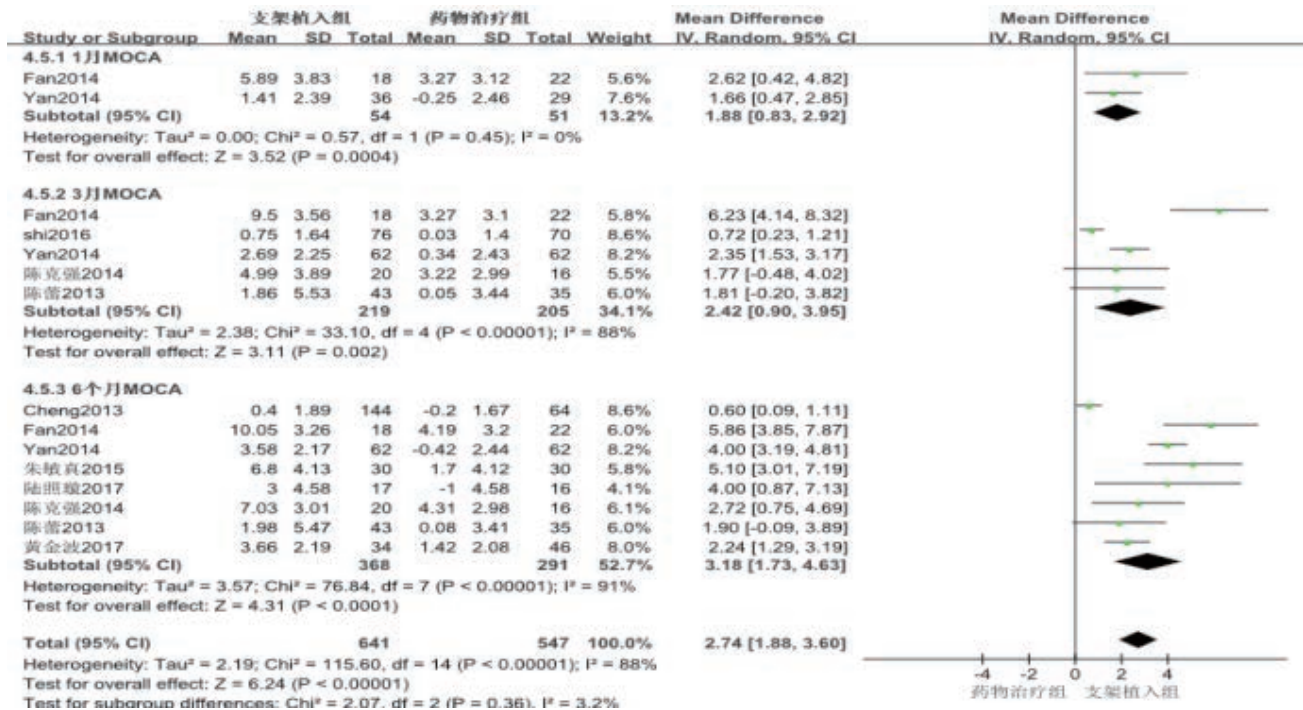 支架植入组 药物治疗组 Mean Difference Mean Difference
Study or Subgroup Mean SD Total Mean SD Total Weight IV, Random, 95% CI IV, Random, 95% CI
4.5.1 1月MOCA
Fan2014 5.89 3.83 18 3.27 3.12 22 5.6% 2.62 [0.42, 4.82]
Yan2014 1.41 2.39 36 -0.25 2.46 29 7.6% 1.66 [0.47, 2.85]
Subtotal (95% CI) 54 51 13.2% 1.88 [0.83, 2.92]
Heterogeneity: Tau² = 0.00; Chi² = 0.57, df = 1 (P = 0.45); I² = 0%
Test for overall effect: Z = 3.52 (P = 0.0004)
4.5.2 3月MOCA
Fan2014 9.5 3.56 18 3.27 3.1 22 5.8% 6.23 [4.14, 8.32]
shi2016 0.75 1.64 76 0.03 1.4 70 8.6% 0.72 [0.23, 1.21]
Yan2014 2.69 2.25 62 0.34 2.43 62 8.2% 2.35 [1.53, 3.17]
陈克强2014 4.99 3.89 20 3.22 2.99 16 5.5% 1.77 [-0.48, 4.02]
陈蕾2013 1.86 5.53 43 0.05 3.44 35 6.0% 1.81 [-0.20, 3.82]
Subtotal (95% CI) 219 205 34.1% 2.42 [0.90, 3.95]
Heterogeneity: Tau² = 2.38; Chi² = 33.10, df = 4 (P < 0.00001); I² = 88%
Test for overall effect: Z = 3.11 (P = 0.002)
4.5.3 6个月MOCA
Cheng2013 0.4 1.89 144 -0.2 1.67 64 8.6% 0.60 [0.09, 1.11]
Fan2014 10.05 3.26 18 4.19 3.2 22 6.0% 5.86 [3.85, 7.87]
Yan2014 3.58 2.17 62 -0.42 2.44 62 8.2% 4.00 [3.19, 4.81]
朱敏真2015 6.8 4.13 30 1.7 4.12 30 5.8% 5.10 [3.01, 7.19]
陆照璇2017 3 4.58 17 -1 4.58 16 4.1% 4.00 [0.87, 7.13]
陈克强2014 7.03 3.01 20 4.31 2.98 16 6.1% 2.72 [0.75, 4.69]
陈蕾2013 1.98 5.47 43 0.08 3.41 35 6.0% 1.90 [-0.09, 3.89]
黄金波2017 3.66 2.19 34 1.42 2.08 46 8.0% 2.24 [1.29, 3.19]
Subtotal (95% CI) 368 291 52.7% 3.18 [1.73, 4.63]
Heterogeneity: Tau² = 3.57; Chi² = 76.84, df = 7 (P < 0.00001); I² = 91%
Test for overall effect: Z = 4.31 (P < 0.0001)
Total (95% CI) 641 547 100.0% 2.74 [1.88, 3.60]
Heterogeneity: Tau² = 2.19; Chi² = 115.60, df = 14 (P < 0.00001); I² = 88%
Test for overall effect: Z = 6.24 (P < 0.00001)
Test for subgroup differences: Chi² = 2.07, df = 2 (P = 0.36), I² = 3.2%
-4 -2 0 2 4
药物治疗组 支架植入组